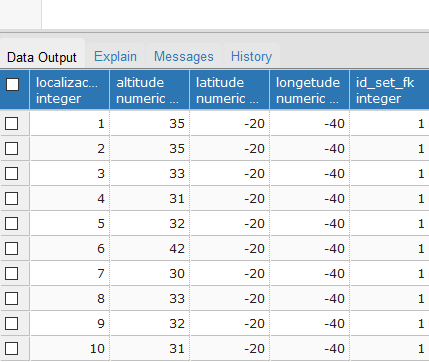 Data Output Explain Messages History
localizac... altitude latitude longetude id_set_fk
integer numeric ... numeric ... numeric ... integer
1 35 -20 -40 1
2 35 -20 -40 1
3 33 -20 -40 1
4 31 -20 -40 1
5 32 -20 -40 1
6 42 -20 -40 1
7 30 -20 -40 1
8 33 -20 -40 1
9 32 -20 -40 1
10 31 -20 -40 1